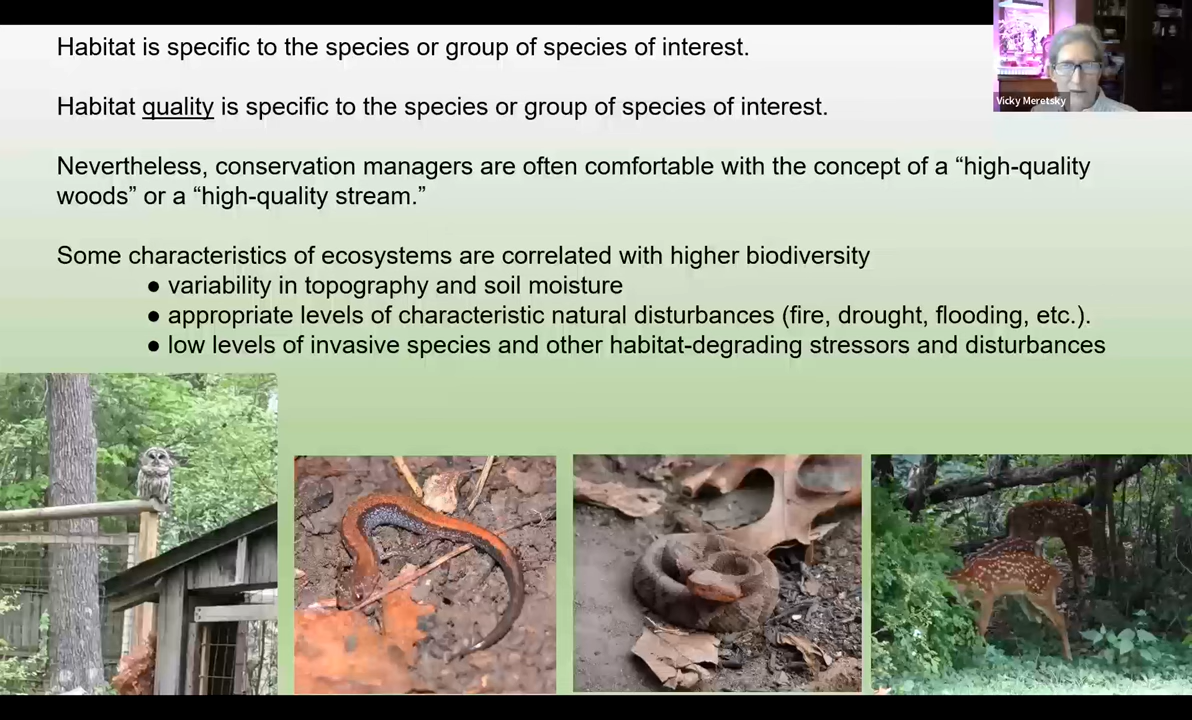 Habitat is specific to the species or group of species of interest.
Vicky Meretsky
Habitat quality is specific to the species or group of species of interest.
Nevertheless, conservation managers are often comfortable with the concept of a “high-quality
woods” or a “high-quality stream.”
Some characteristics of ecosystems are correlated with higher biodiversity
● variability in topography and soil moisture
● appropriate levels of characteristic natural disturbances (fire, drought, flooding, etc.).
● low levels of invasive species and other habitat-degrading stressors and disturbances